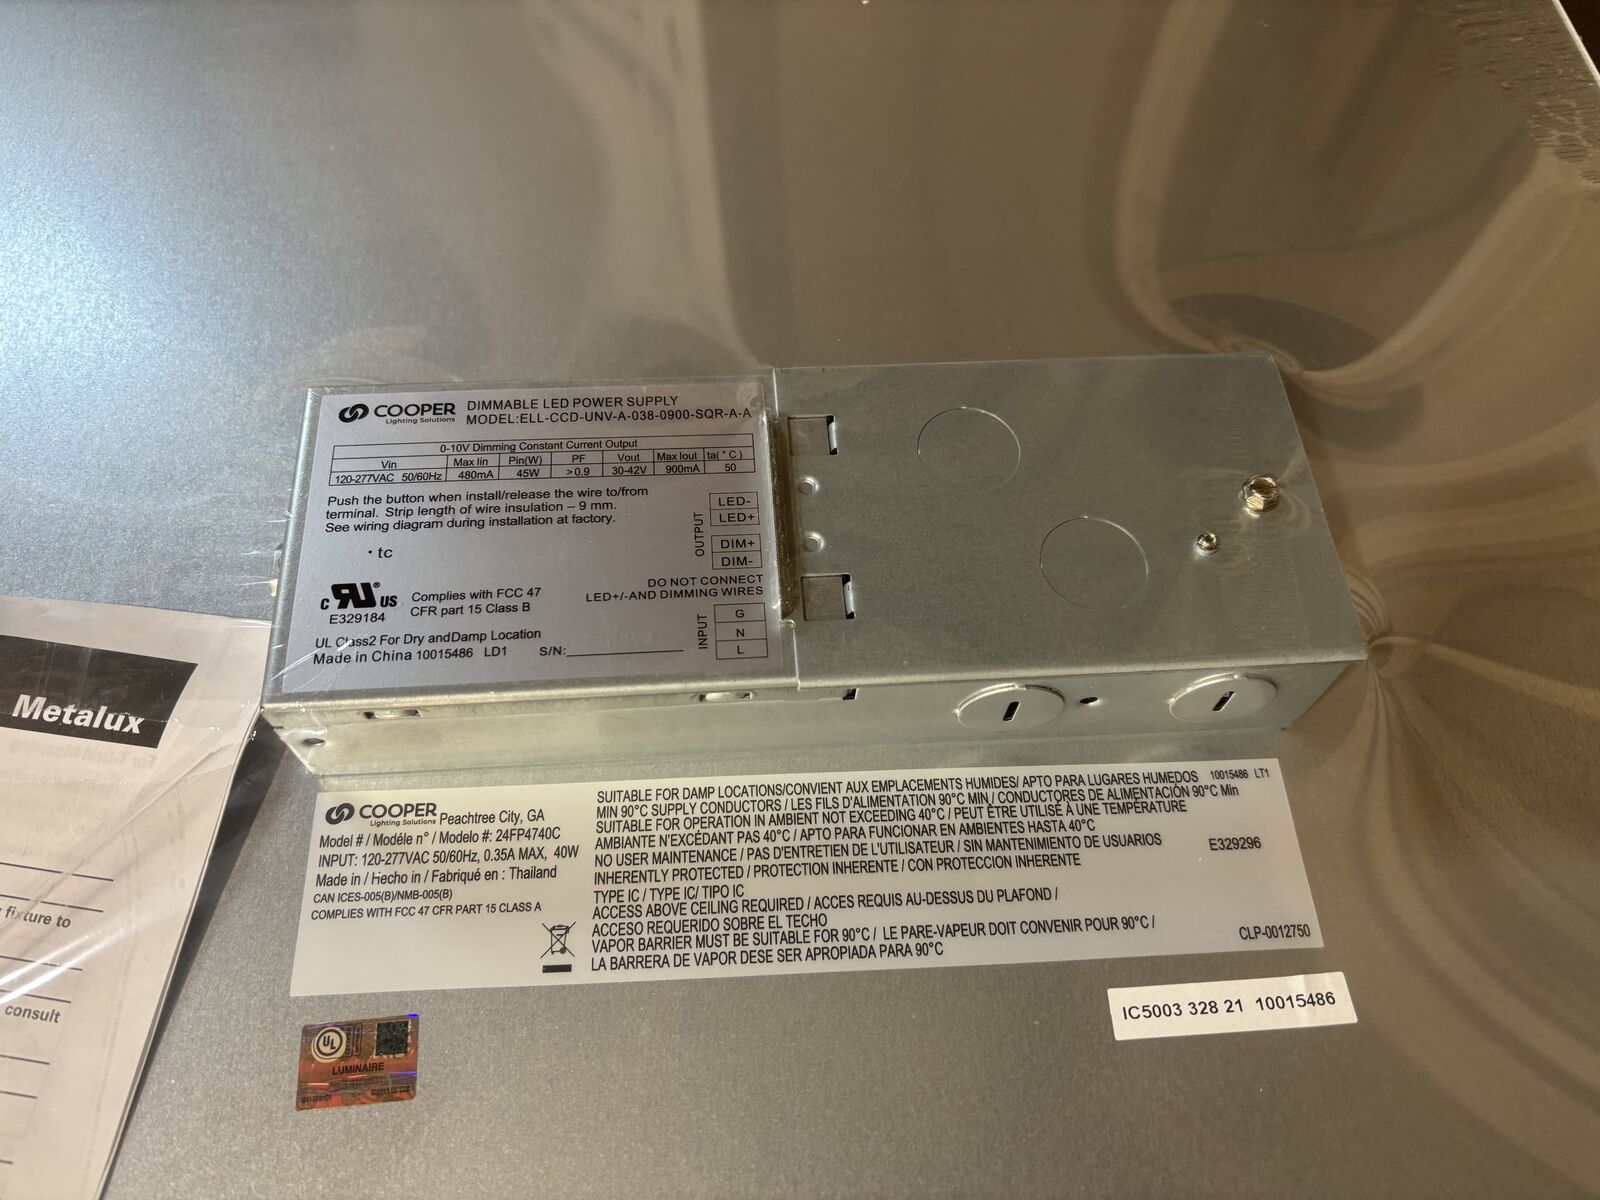 COOPER
Lighting Solutions
DIMMABLE LED POWER SUPPLY
MODEL:ELL-CCD-UNV-A-038-0900-SQR-A-A
0-10V Dimming Constant Current Output
Vin Max Iin Pin(W) PF Vout Max Iout ta(°C)
120-277VAC 50/60Hz 480mA 45W >0.9 30-42V 900mA 50
Push the button when install/release the wire to/from
terminal. Strip length of wire insulation – 9 mm.
See wiring diagram during installation at factory.
• tc
OUTPUT
LED-
LED+
DIM+
DIM-
DO NOT CONNECT
LED+/-AND DIMMING WIRES
INPUT
G
N
L
c RU ® US
E329184
Complies with FCC 47
CFR part 15 Class B
UL Class2 For Dry andDamp Location
Made in China 10015486 LD1 S/N:
Metalux
fixture to
consult
COOPER
Lighting Solutions
Peachtree City, GA
Model # / Modéle n° / Modelo #: 24FP4740C
INPUT: 120-277VAC 50/60Hz, 0.35A MAX, 40W
Made in / Hecho in / Fabriqué en : Thailand
CAN ICES-005(B)/NMB-005(B)
COMPLIES WITH FCC 47 CFR PART 15 CLASS A
SUITABLE FOR DAMP LOCATIONS/CONVIENT AUX EMPLACEMENTS HUMIDES/ APTO PARA LUGARES HUMEDOS 10015486 LT1
MIN 90°C SUPPLY CONDUCTORS / LES FILS D'ALIMENTATION 90°C MIN / CONDUCTORES DE ALIMENTACIÓN 90°C Min
SUITABLE FOR OPERATION IN AMBIENT NOT EXCEEDING 40°C / PEUT ÊTRE UTILISÉ À UNE TEMPÉRATURE
AMBIANTE N'EXCÉDANT PAS 40°C / APTO PARA FUNCIONAR EN AMBIENTES HASTA 40°C
NO USER MAINTENANCE / PAS D'ENTRETIEN DE L'UTILISATEUR / SIN MANTENIMIENTO DE USUARIOS
INHERENTLY PROTECTED / PROTECTION INHERENTE / CON PROTECCION INHERENTE
TYPE IC / TYPE IC/ TIPO IC
ACCESS ABOVE CEILING REQUIRED / ACCES REQUIS AU-DESSUS DU PLAFOND /
ACCESO REQUERIDO SOBRE EL TECHO
VAPOR BARRIER MUST BE SUITABLE FOR 90°C / LE PARE-VAPEUR DOIT CONVENIR POUR 90°C /
LA BARRERA DE VAPOR DESE SER APROPIADA PARA 90°C
E329296
CLP-0012750
IC5003 328 21 10015486
UL
LUMINAIRE